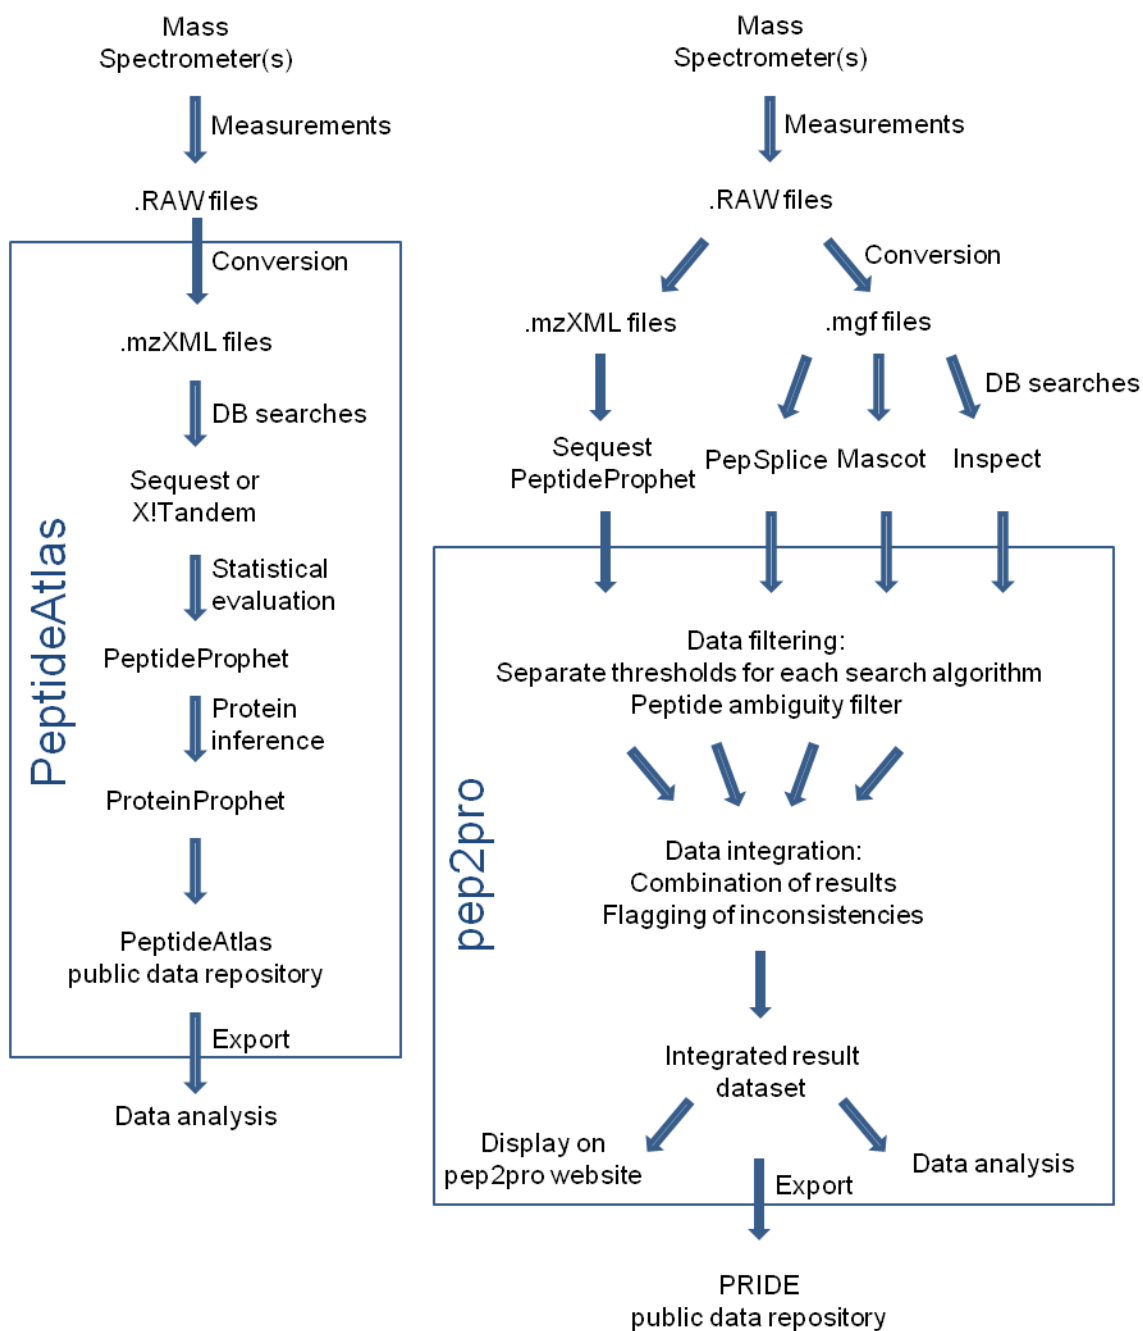 Mass
Spectrometer(s)
Measurements
.RAW files
Conversion
.mzXML files
DB searches
Sequest or
X!Tandem
Statistical
evaluation
PeptideProphet
Protein
inference
ProteinProphet
PeptideAtlas
public data repository
Export
Data analysis
PeptideAtlas
Mass
Spectrometer(s)
Measurements
.RAW files
Conversion
.mzXML files
.mgf files
DB searches
Sequest
PeptideProphet
PepSplice
Mascot
Inspect
Data filtering:
Separate thresholds for each search algorithm
Peptide ambiguity filter
Data integration:
Combination of results
Flagging of inconsistencies
Integrated result
dataset
Display on
pep2pro website
Data analysis
Export
pep2pro
PRIDE
public data repository